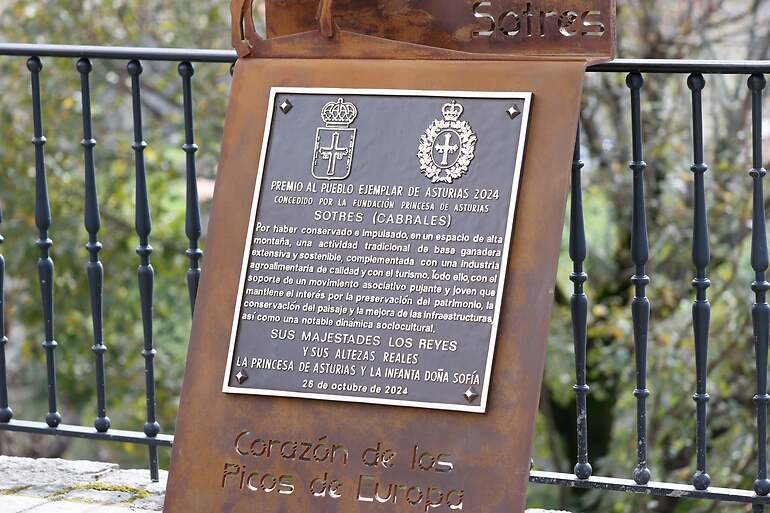 Sotres
PREMIO AL PUEBLO EJEMPLAR DE ASTURIAS 2024
CONCEDIDO POR LA FUNDACIÓN PRINCESA DE ASTURIAS
SOTRES (CABRALES)
Por haber conservado e impulsado, en un espacio de alta
montaña, una actividad tradicional de base ganadera
extensiva y sostenible, complementada con una industria
agroalimentaria de calidad y con el turismo. Todo ello, con el
soporte de un movimiento asociativo pujante y joven que
mantiene el interés por la preservación del patrimonio, la
conservación del paisaje y la mejora de las infraestructuras,
así como una notable dinámica sociocultural.
SUS MAJESTADES LOS REYES
Y SUS ALTEZAS REALES
LA PRINCESA DE ASTURIAS Y LA INFANTA DOÑA SOFÍA
26 de octubre de 2024
Corazón de los
Picos de Europa